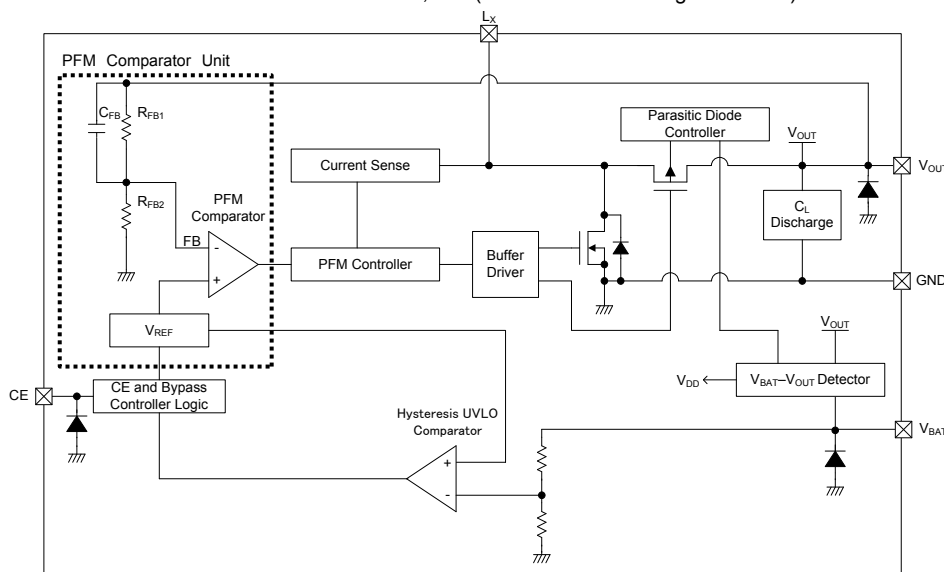 Lx
PFM Comparator Unit
CFB
RFB1
Parasitic Diode
Controller
VOUT
Current Sense
VOUT
RFB2
PFM
Comparator
CL
Discharge
FB
-
+
PFM Controller
Buffer
Driver
GND
VREF
VOUT
CE
CE and Bypass
Controller Logic
VDD
VBAT–VOUT Detector
Hysteresis UVLO
Comparator
VBAT
+
-